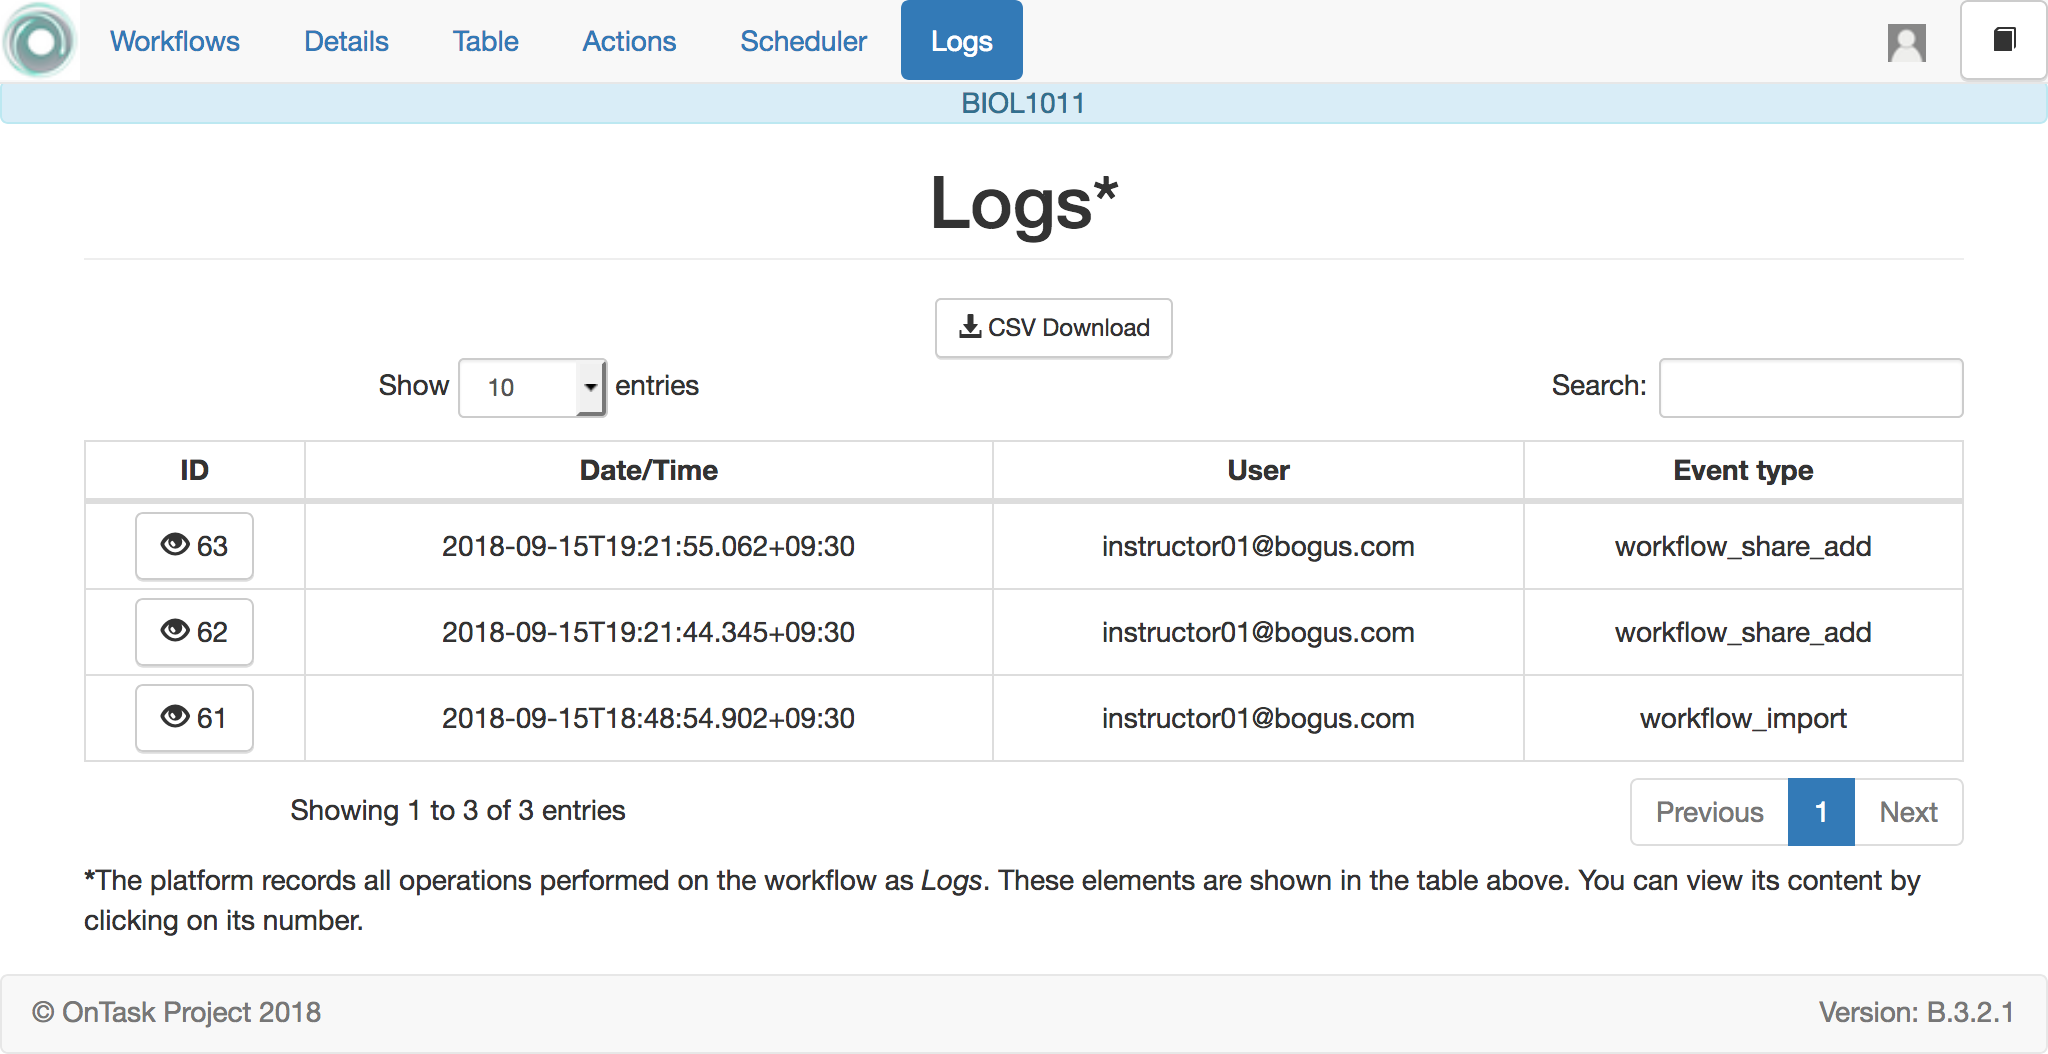 Workflows Details Table Actions Scheduler Logs
BIOL1011
Logs*
CSV Download
Show 10 entries Search:
ID Date/Time User Event type
63 2018-09-15T19:21:55.062+09:30 instructor01@bogus.com workflow_share_add
62 2018-09-15T19:21:44.345+09:30 instructor01@bogus.com workflow_share_add
61 2018-09-15T18:48:54.902+09:30 instructor01@bogus.com workflow_import
Showing 1 to 3 of 3 entries Previous 1 Next
*The platform records all operations performed on the workflow as Logs. These elements are shown in the table above. You can view its content by
clicking on its number.
© OnTask Project 2018 Version: B.3.2.1